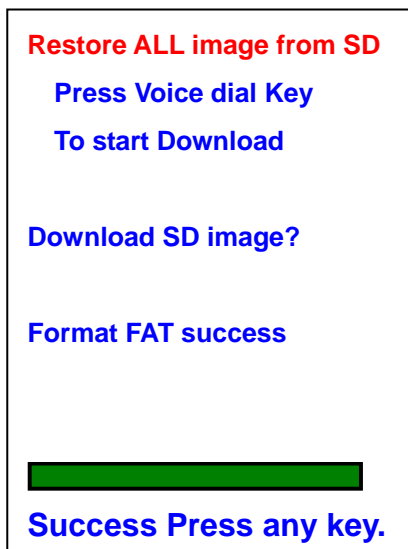 Restore ALL image from SD
Press Voice dial Key
To start Download
Download SD image?
Format FAT success
Success Press any key.